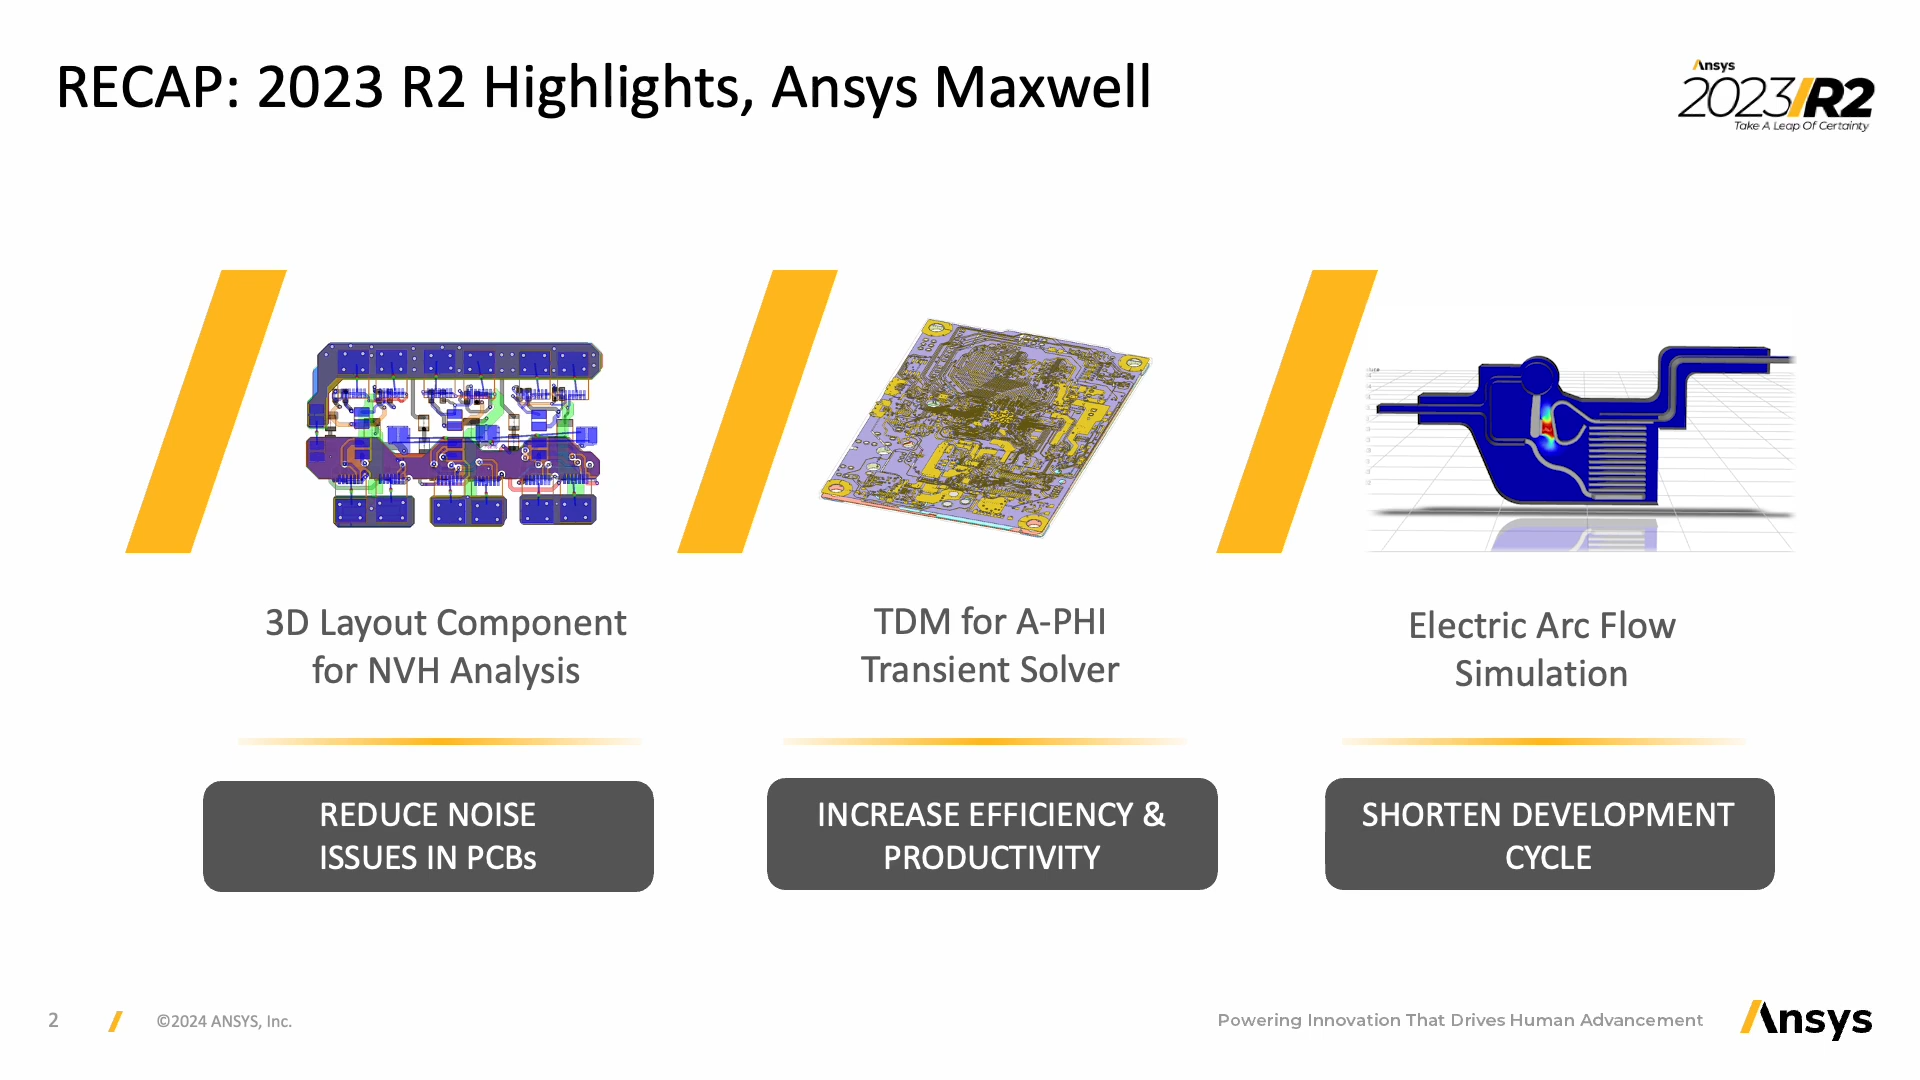 RECAP: 2023 R2 Highlights, Ansys Maxwell
Ansys
2023/R2
Take A Leap Of Certainty
3D Layout Component
for NVH Analysis
TDM for A-PHI
Transient Solver
Electric Arc Flow
Simulation
REDUCE NOISE
ISSUES IN PCBs
INCREASE EFFICIENCY &
PRODUCTIVITY
SHORTEN DEVELOPMENT
CYCLE
2
©2024 ANSYS, Inc.
Powering Innovation That Drives Human Advancement
Ansys